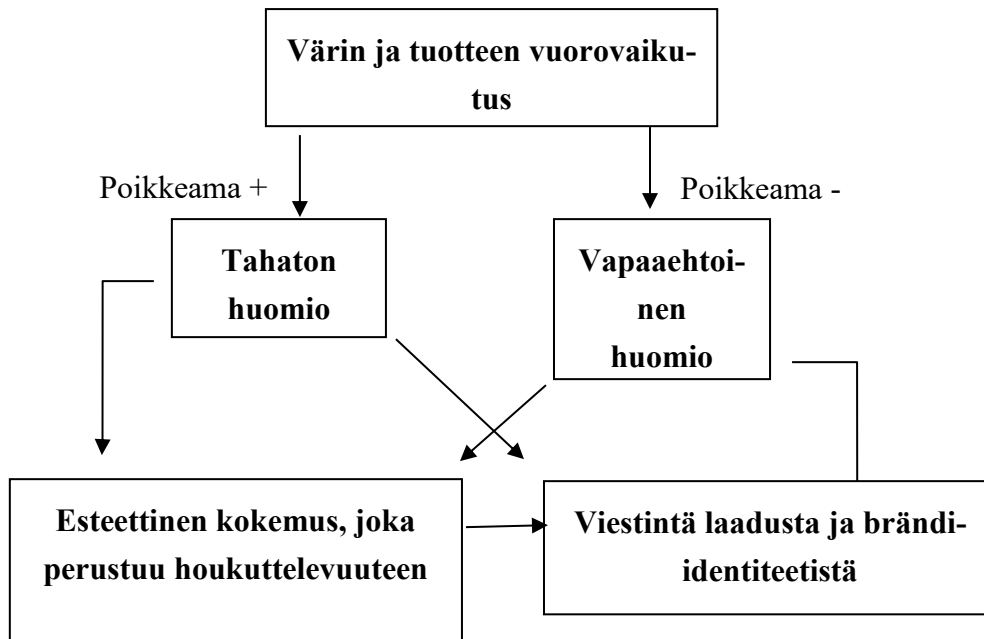 Värin ja tuotteen vuorovaiku-
tus
Poikkeama +
Poikkeama -
Tahaton
huomio
Vapaaehtoi-
nen
huomio
Esteettinen kokemus, joka
perustuu houkuttelevuuteen
Viestintä laadusta ja brändi-
identiteetistä